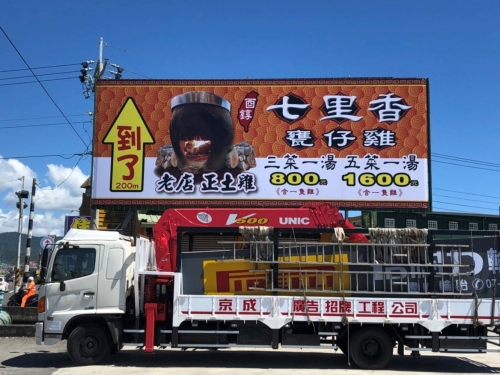 到了
200m
酉醇
七里香
甕仔雞
老店正土雞
三菜一湯
800元
(含一隻雞)
五菜一湯
1600元
(含一隻雞)
V500 UNIC
京成 廣告招牌工程公司